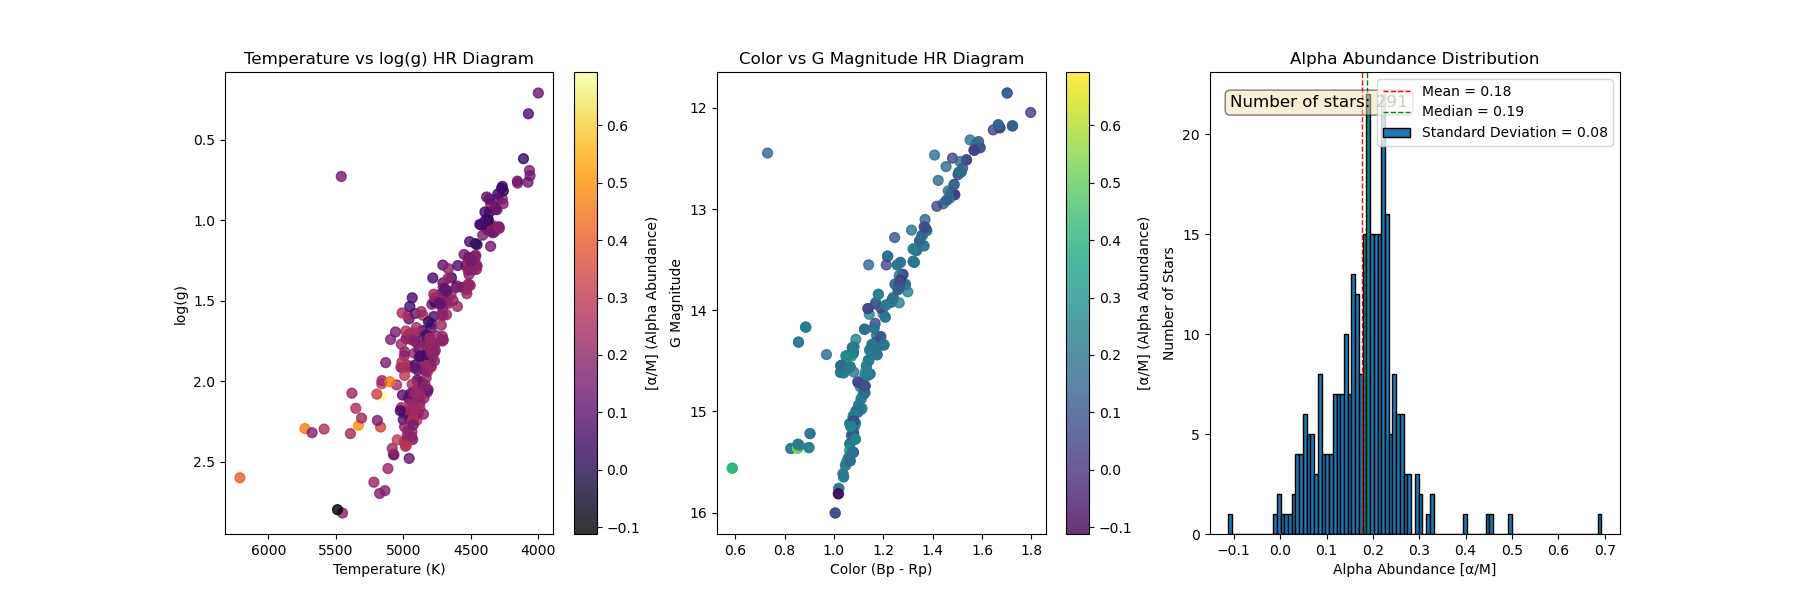 Temperature vs log(g) HR Diagram
0.5
1.0
1.5
2.0
2.5
log(g)
6000 5500 5000 4500 4000
Temperature (K)
0.6
0.5
0.4
0.3
0.2
0.1
0.0
−0.1
[α/M] (Alpha Abundance)
Color vs G Magnitude HR Diagram
12
13
14
15
16
G Magnitude
0.6 0.8 1.0 1.2 1.4 1.6 1.8
Color (Bp - Rp)
0.6
0.5
0.4
0.3
0.2
0.1
0.0
−0.1
[α/M] (Alpha Abundance)
Alpha Abundance Distribution
Number of stars: 291
Mean = 0.18
Median = 0.19
Standard Deviation = 0.08
20
15
10
5
0
Number of Stars
−0.1 0.0 0.1 0.2 0.3 0.4 0.5 0.6 0.7
Alpha Abundance [α/M]